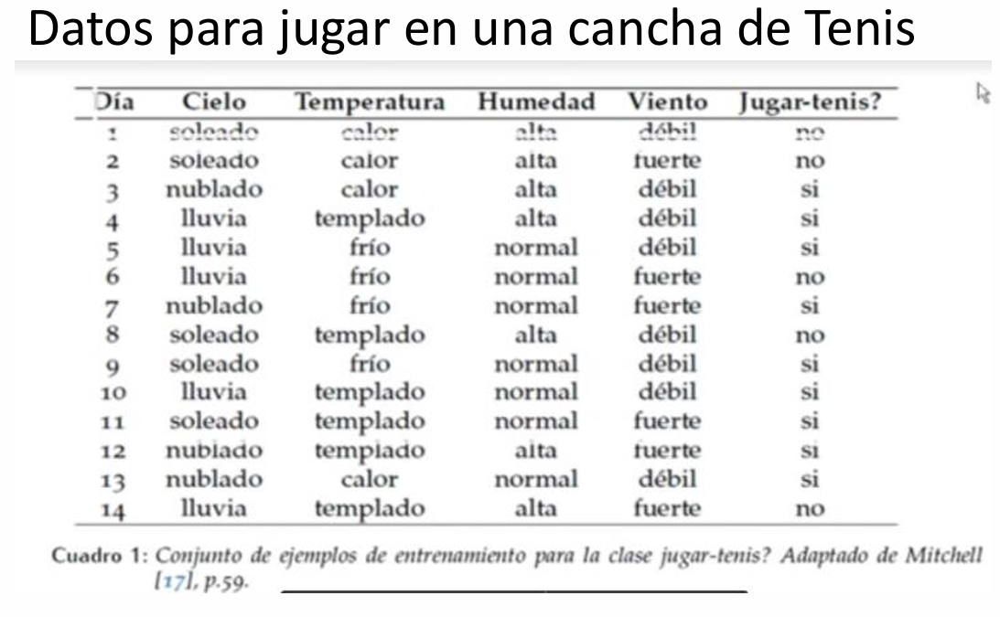 Datos para jugar en una cancha de Tenis
Día Cielo Temperatura Humedad Viento Jugar-tenis?
1 soleado calor alta débil no
2 soleado calor alta fuerte no
3 nublado calor alta débil si
4 lluvia templado alta débil si
5 lluvia frío normal débil si
6 lluvia frío normal fuerte no
7 nublado frío normal fuerte si
8 soleado templado alta débil no
9 soleado frío normal débil si
10 lluvia templado normal débil si
11 soleado templado normal fuerte si
12 nublado templado alta fuerte si
13 nublado calor normal débil si
14 lluvia templado alta fuerte no
Cuadro 1: Conjunto de ejemplos de entrenamiento para la clase jugar-tenis? Adaptado de Mitchell
[17], p.59.